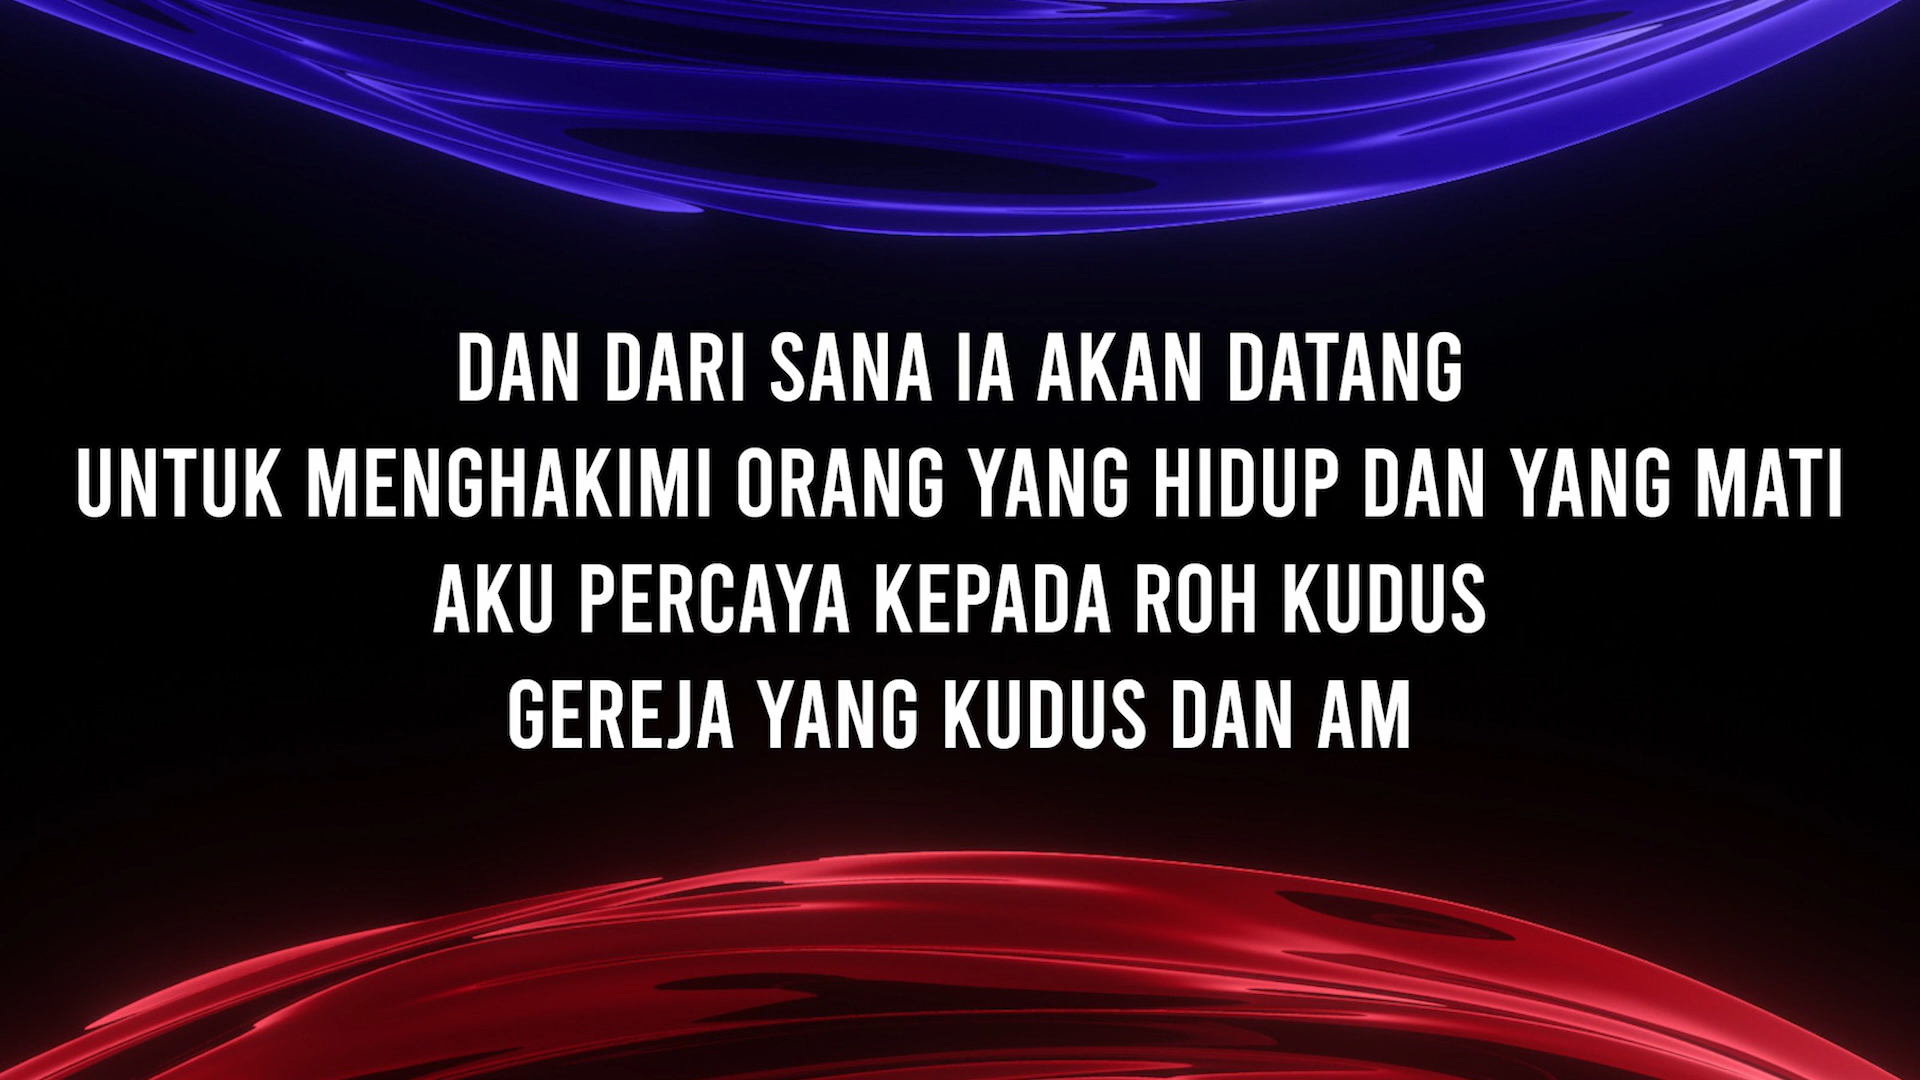 DAN DARI SANA IA AKAN DATANG
UNTUK MENGHAKIMI ORANG YANG HIDUP DAN YANG MATI
AKU PERCAYA KEPADA ROH KUDUS
GEREJA YANG KUDUS DAN AM